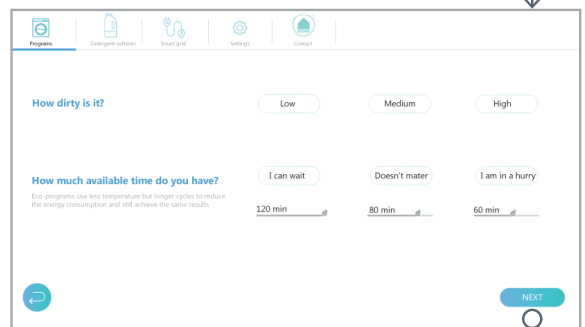 Programs
Detergent-softener
Smart grid
Settings
Contact
How dirty is it?
Low
Medium
High
How much available time do you have?
Eco-programs use less temperature but longer cycles to reduce
the energy consumption and still achieve the same results
I can wait
Doesn't mater
I am in a hurry
120 min
80 min
60 min
NEXT